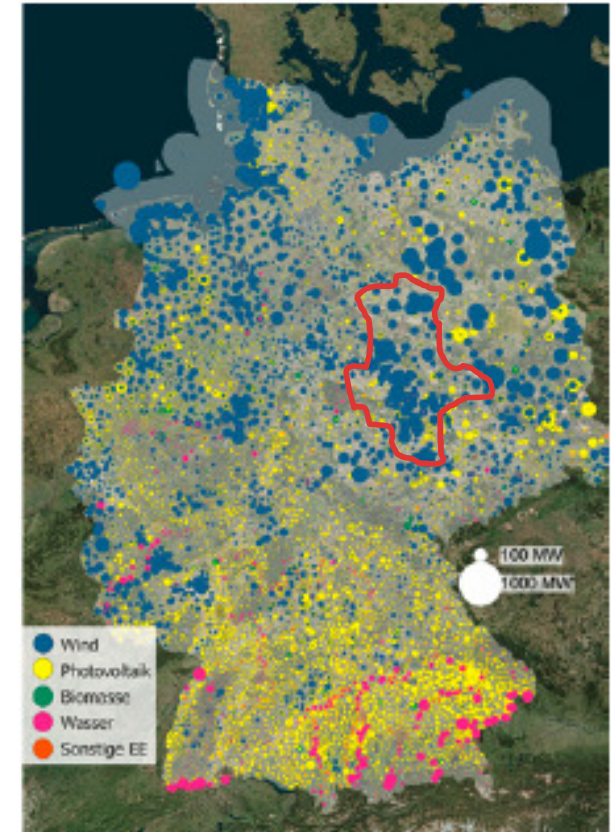 100 MW
1000 MW
Wind
Photovoltaik
Biomasse
Wasser
Sonstige EE